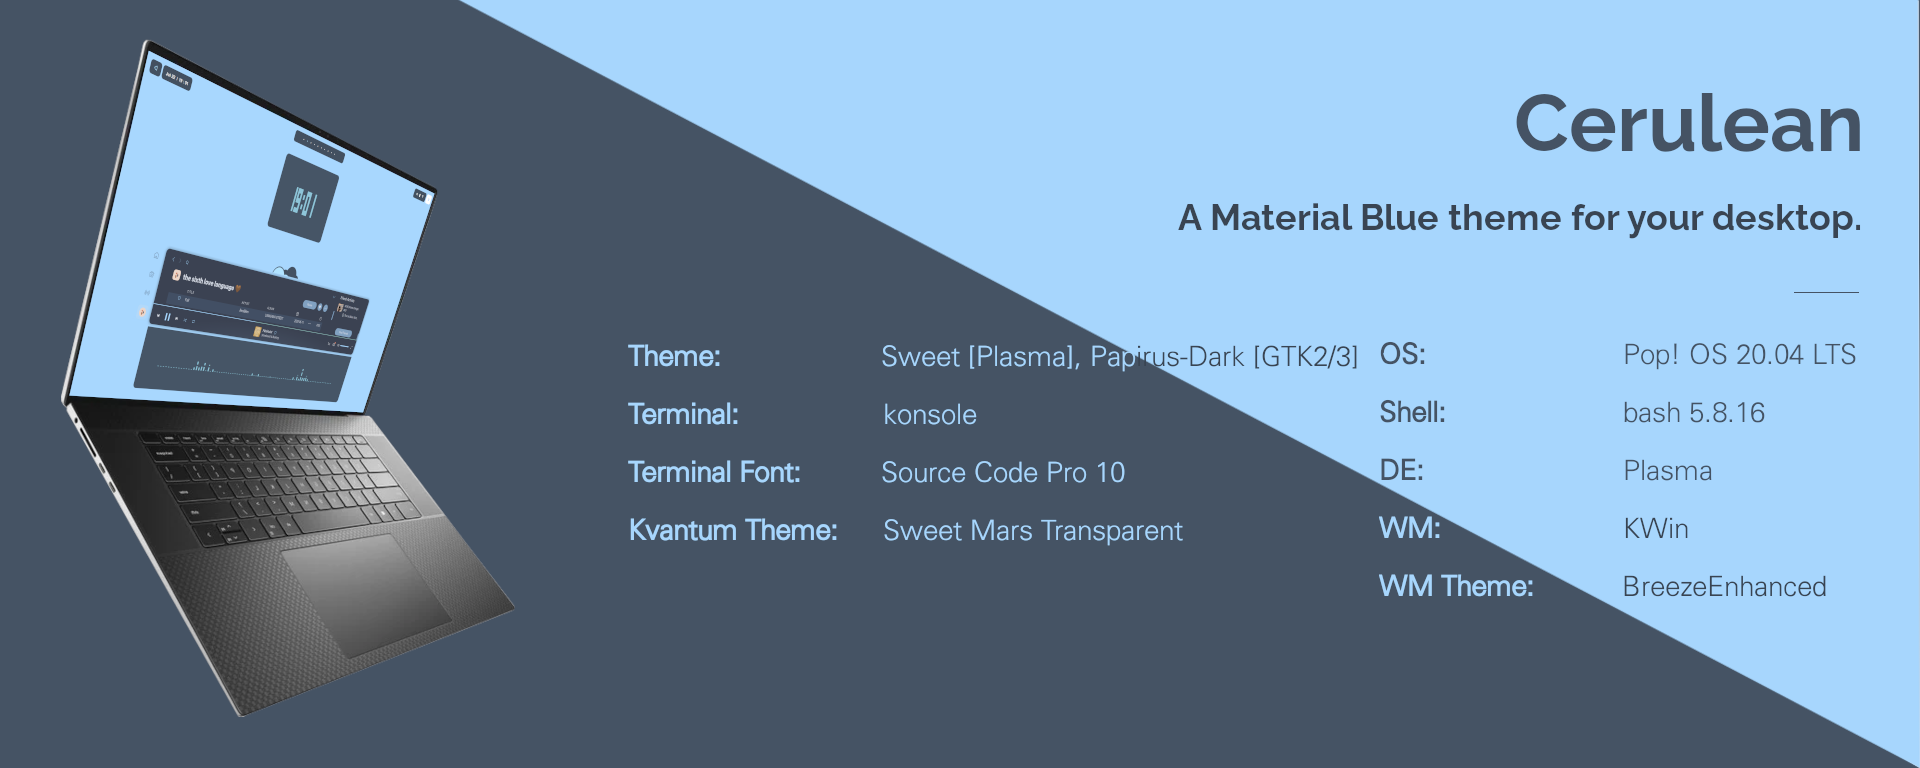 Cerulean
A Material Blue theme for your desktop.
Theme: Sweet [Plasma], Papirus-Dark [GTK2/3]
Terminal: konsole
Terminal Font: Source Code Pro 10
Kvantum Theme: Sweet Mars Transparent
OS: Pop! OS 20.04 LTS
Shell: bash 5.8.16
DE: Plasma
WM: KWin
WM Theme: BreezeEnhanced
19:01
the sixth love language